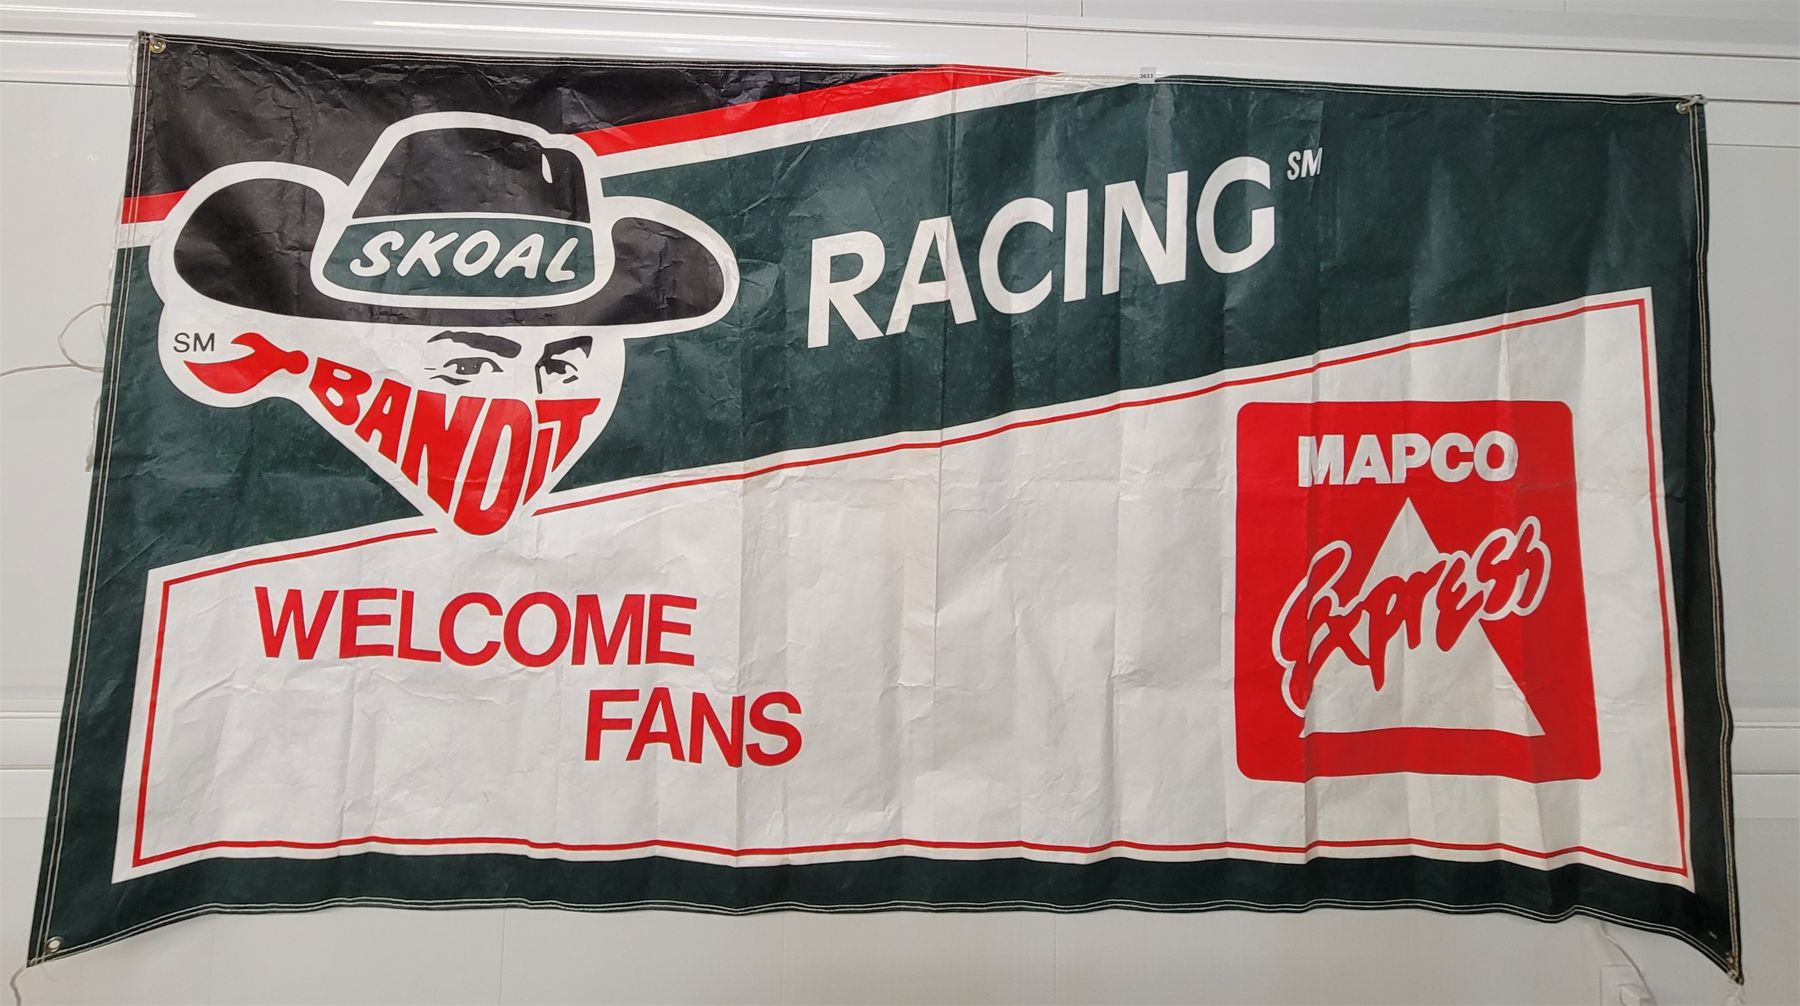 SKOAL
SM
BANDIT
RACING SM
WELCOME
FANS
MAPCO
Express